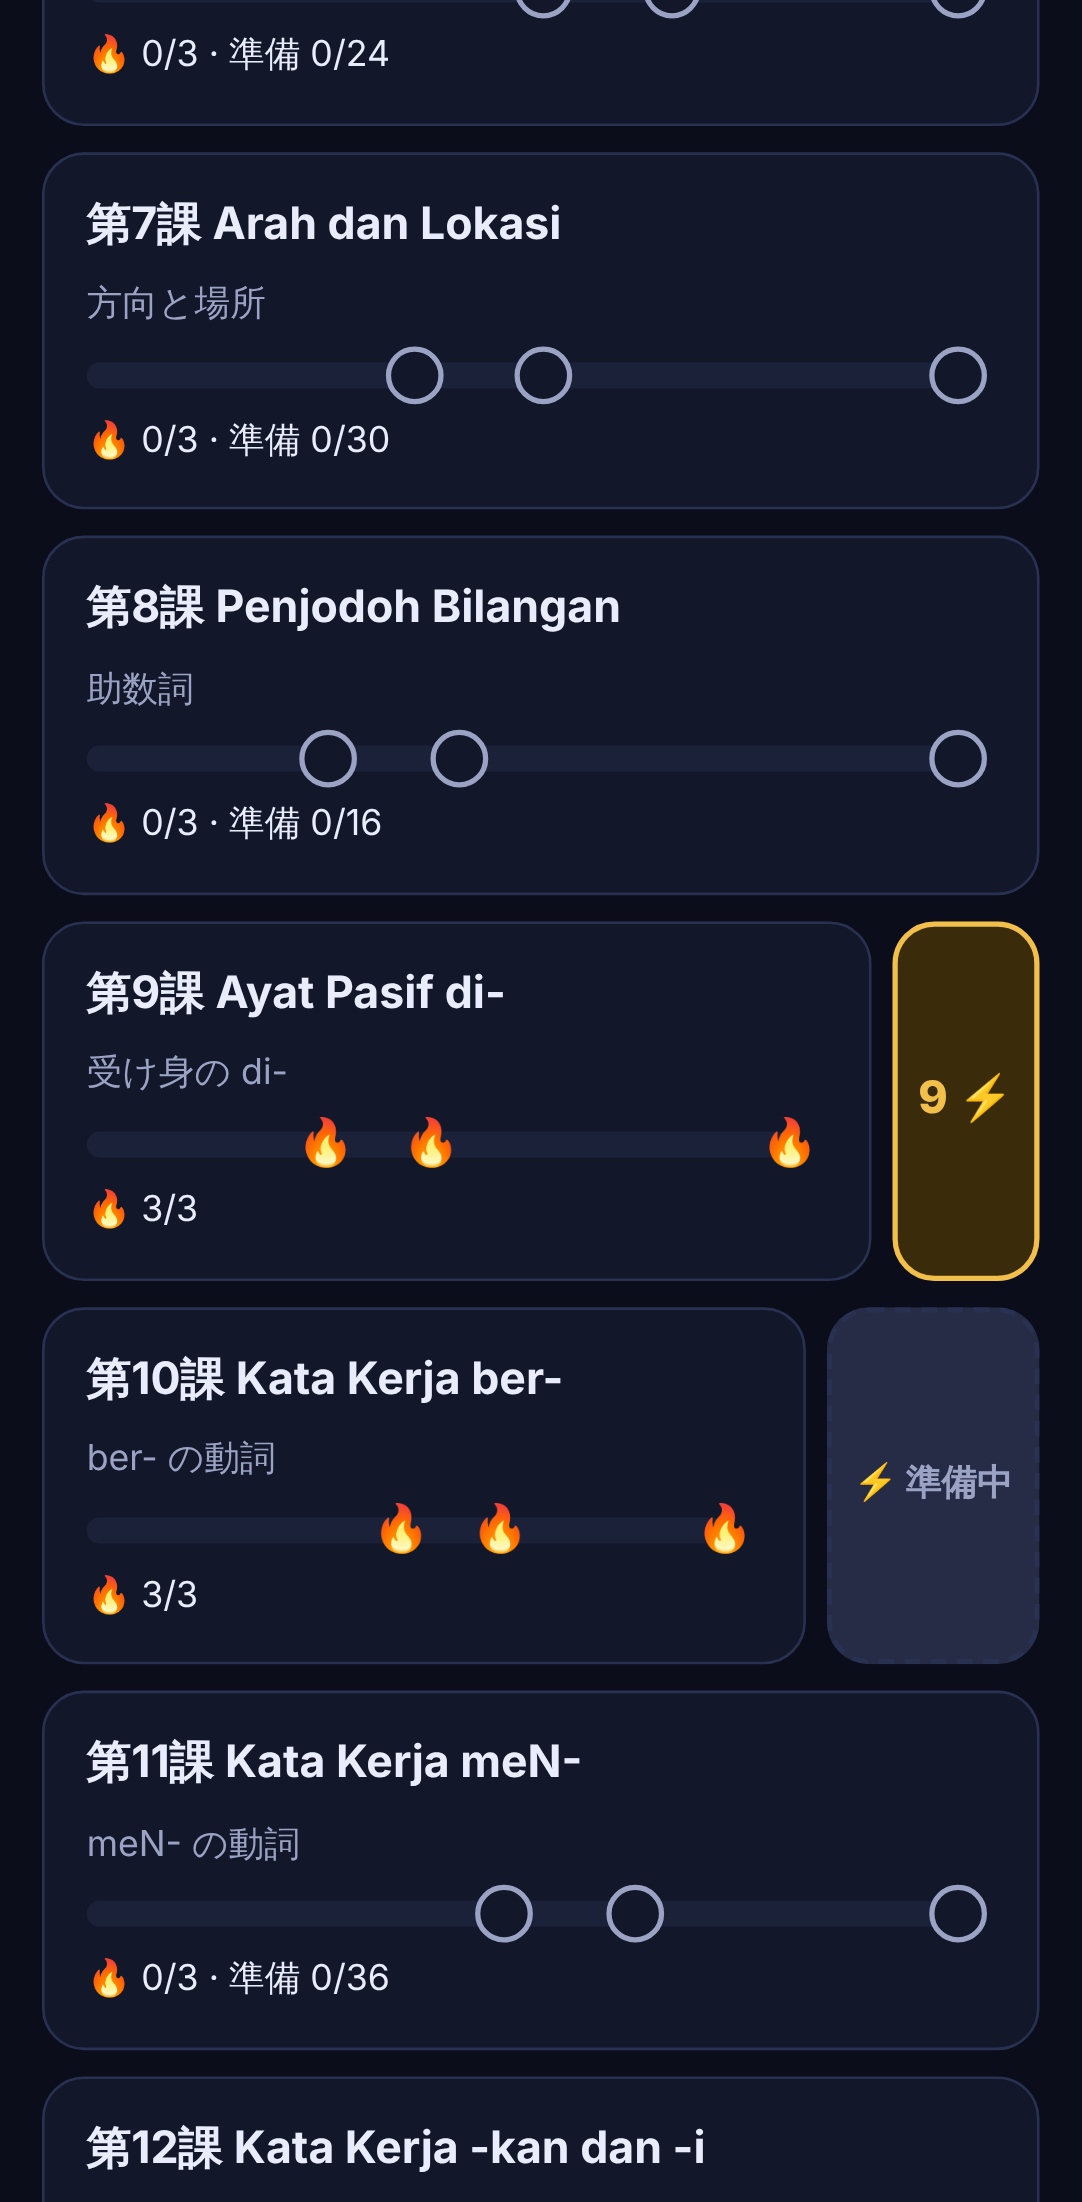 🔥 0/3 · 準備 0/24
第7課 Arah dan Lokasi
方向と場所
🔥 0/3 · 準備 0/30
第8課 Penjodoh Bilangan
助数詞
🔥 0/3 · 準備 0/16
第9課 Ayat Pasif di-
受け身の di-
🔥 3/3
9 ⚡
第10課 Kata Kerja ber-
ber- の動詞
🔥 3/3
⚡ 準備中
第11課 Kata Kerja meN-
meN- の動詞
🔥 0/3 · 準備 0/36
第12課 Kata Kerja -kan dan -i